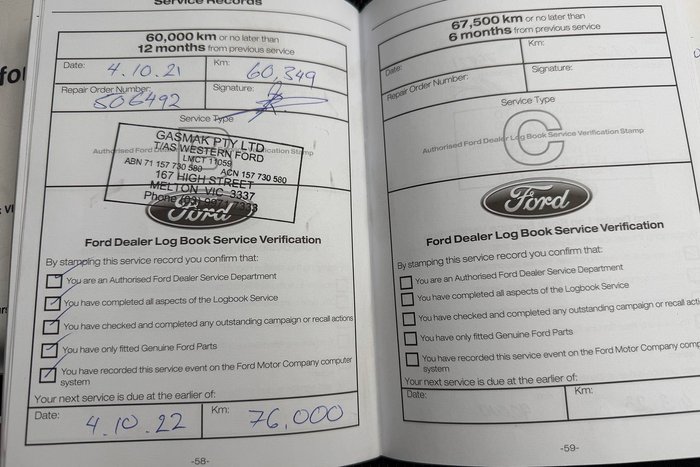 Service Records
60,000 km or no later than
12 months from previous service
Date: 4.10.21 Km: 60,349
Repair Order Number: 506492 Signature:
Service Type
Authorised Ford Dealer Log Book Service Verification Stamp
GASMAK PTY LTD
T/AS WESTERN FORD
LMCT 11059
ABN 71 157 730 580 ACN 157 730 580
167 HIGH STREET
MELTON VIC 3337
Phone (03)
Ford
Ford Dealer Log Book Service Verification
By stamping this service record you confirm that:
You are an Authorised Ford Dealer Service Department
You have completed all aspects of the Logbook Service
You have checked and completed any outstanding campaign or recall actions
You have only fitted Genuine Ford Parts
You have recorded this service event on the Ford Motor Company computer
system
Your next service is due at the earlier of:
Date: 4.10.22 Km: 76,000
-58-
67,500 km or no later than
6 months from previous service
Date: Km:
Repair Order Number: Signature:
Service Type
C
Authorised Ford Dealer Log Book Service Verification Stamp
Ford
Ford Dealer Log Book Service Verification
By stamping this service record you confirm that:
You are an Authorised Ford Dealer Service Department
You have completed all aspects of the Logbook Service
You have checked and completed any outstanding campaign or recall act
You have only fitted Genuine Ford Parts
You have recorded this service event on the Ford Motor Company comp
system
Your next service is due at the earlier of:
Date: Km:
-59-